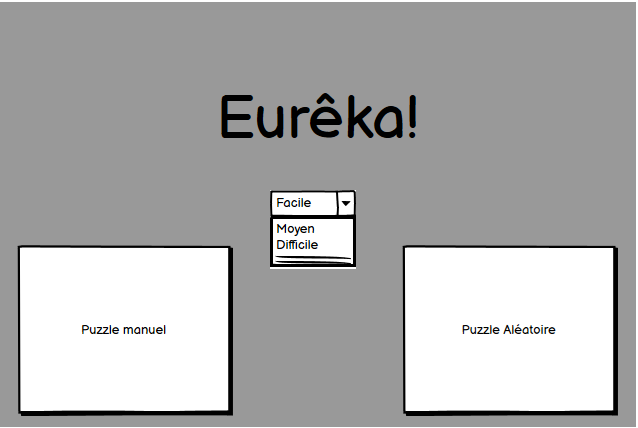 Eurêka!
Facile
Moyen
Difficile
Puzzle manuel
Puzzle Aléatoire